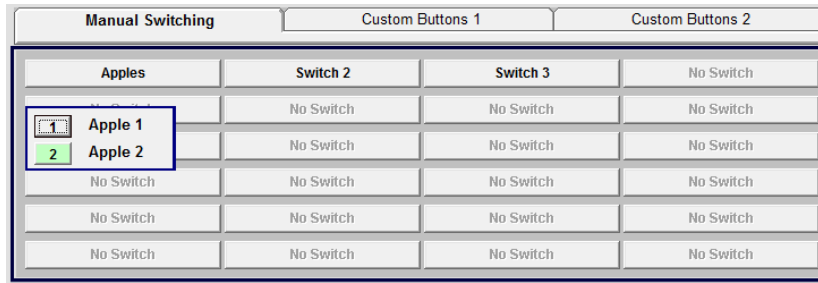 Manual Switching Custom Buttons 1 Custom Buttons 2
Apples Switch 2 Switch 3 No Switch
No Switch No Switch No Switch
1 Apple 1
No Switch No Switch No Switch
2 Apple 2
No Switch No Switch No Switch No Switch
No Switch No Switch No Switch No Switch
No Switch No Switch No Switch No Switch